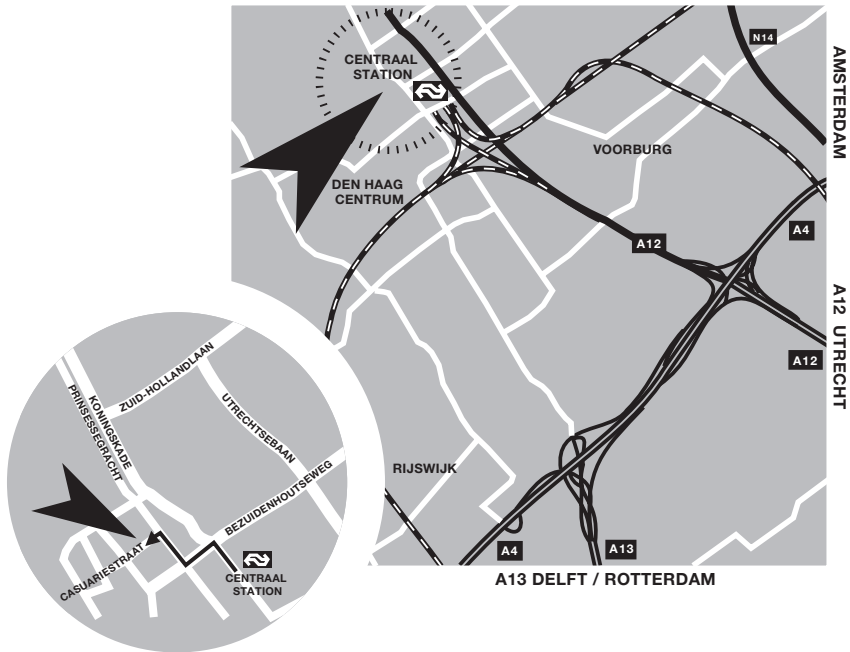 N14
AMSTERDAM
CENTRAAL
STATION
VOORBURG
DEN HAAG
CENTRUM
A4
A12
A12 UTRECHT
A12
RIJSWIJK
A4
A13
A13 DELFT / ROTTERDAM
ZUID-HOLLANDLAAN
KONINGSKADE
PRINSESSEGRACHT
UTRECHTSEBAAN
BEZUIDENHOUTSEWEG
CASUARIESTRAAT
CENTRAAL
STATION